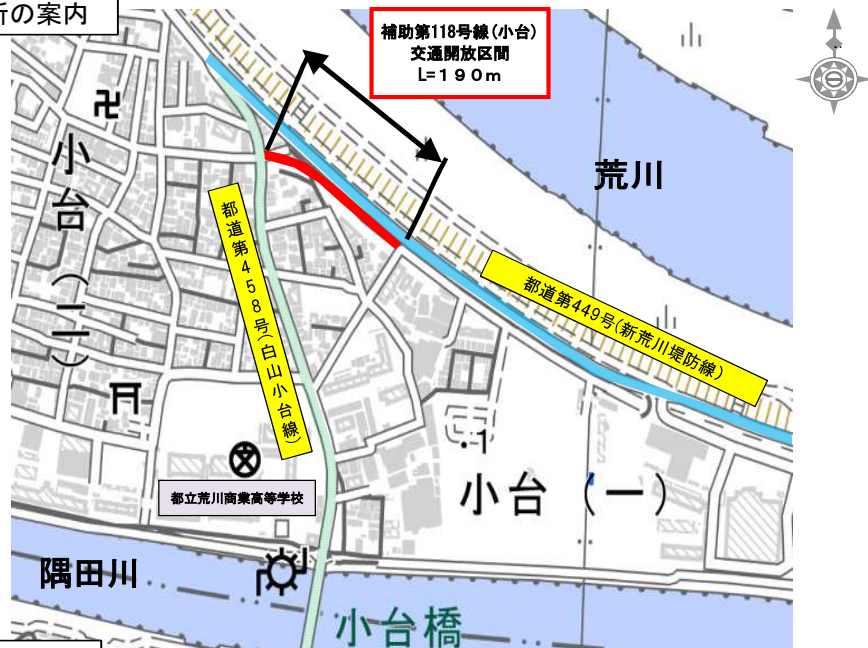 所の案内
補助第118号線(小台)
交通開放区間
L=190m
荒川
小台(二)
都道第458号(白山小台線)
都道第449号(新荒川堤防線)
・1
小台(一)
都立荒川商業高等学校
隅田川
小台橋